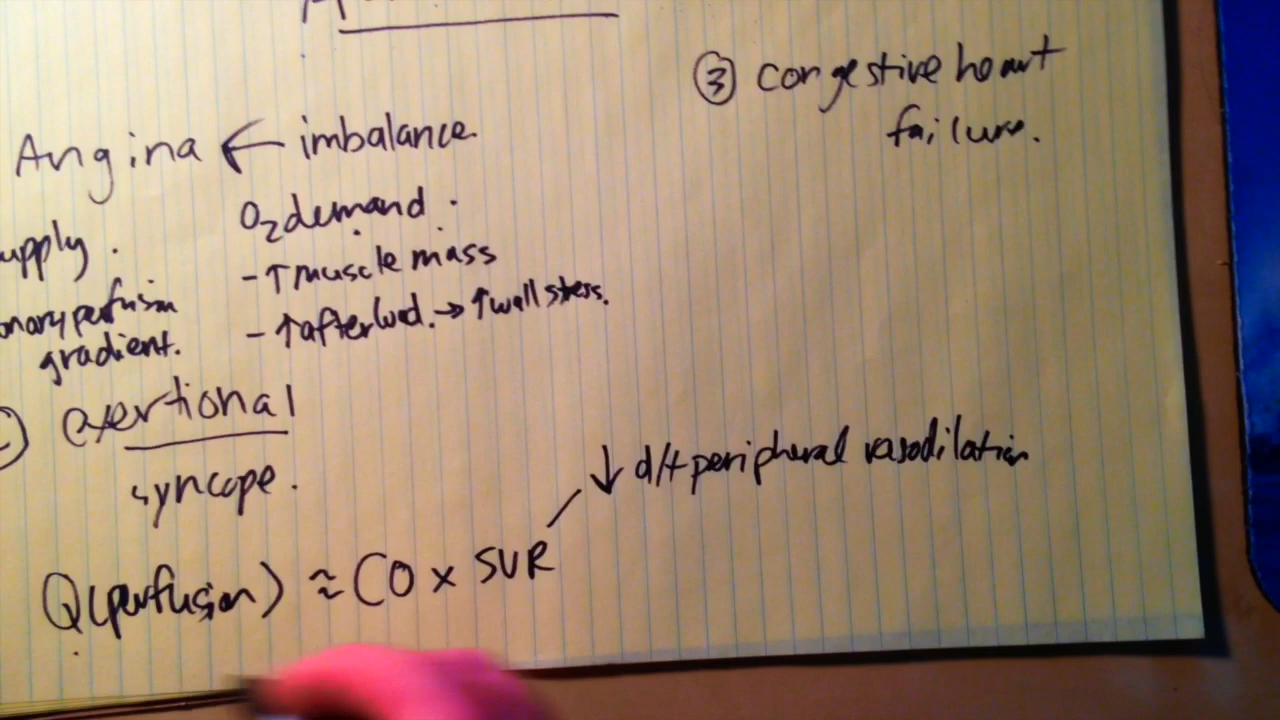 Angina ← imbalance.
upply.
O2 demand.
- ↑ muscle mass
onary perfusion
gradient.
- ↑ afterload. → ↑ wall stress.
exertional
syncope.
③ congestive heart
failure.
↓ d/t peripheral vasodilation
Q(perfusion) ≈ CO x SVR